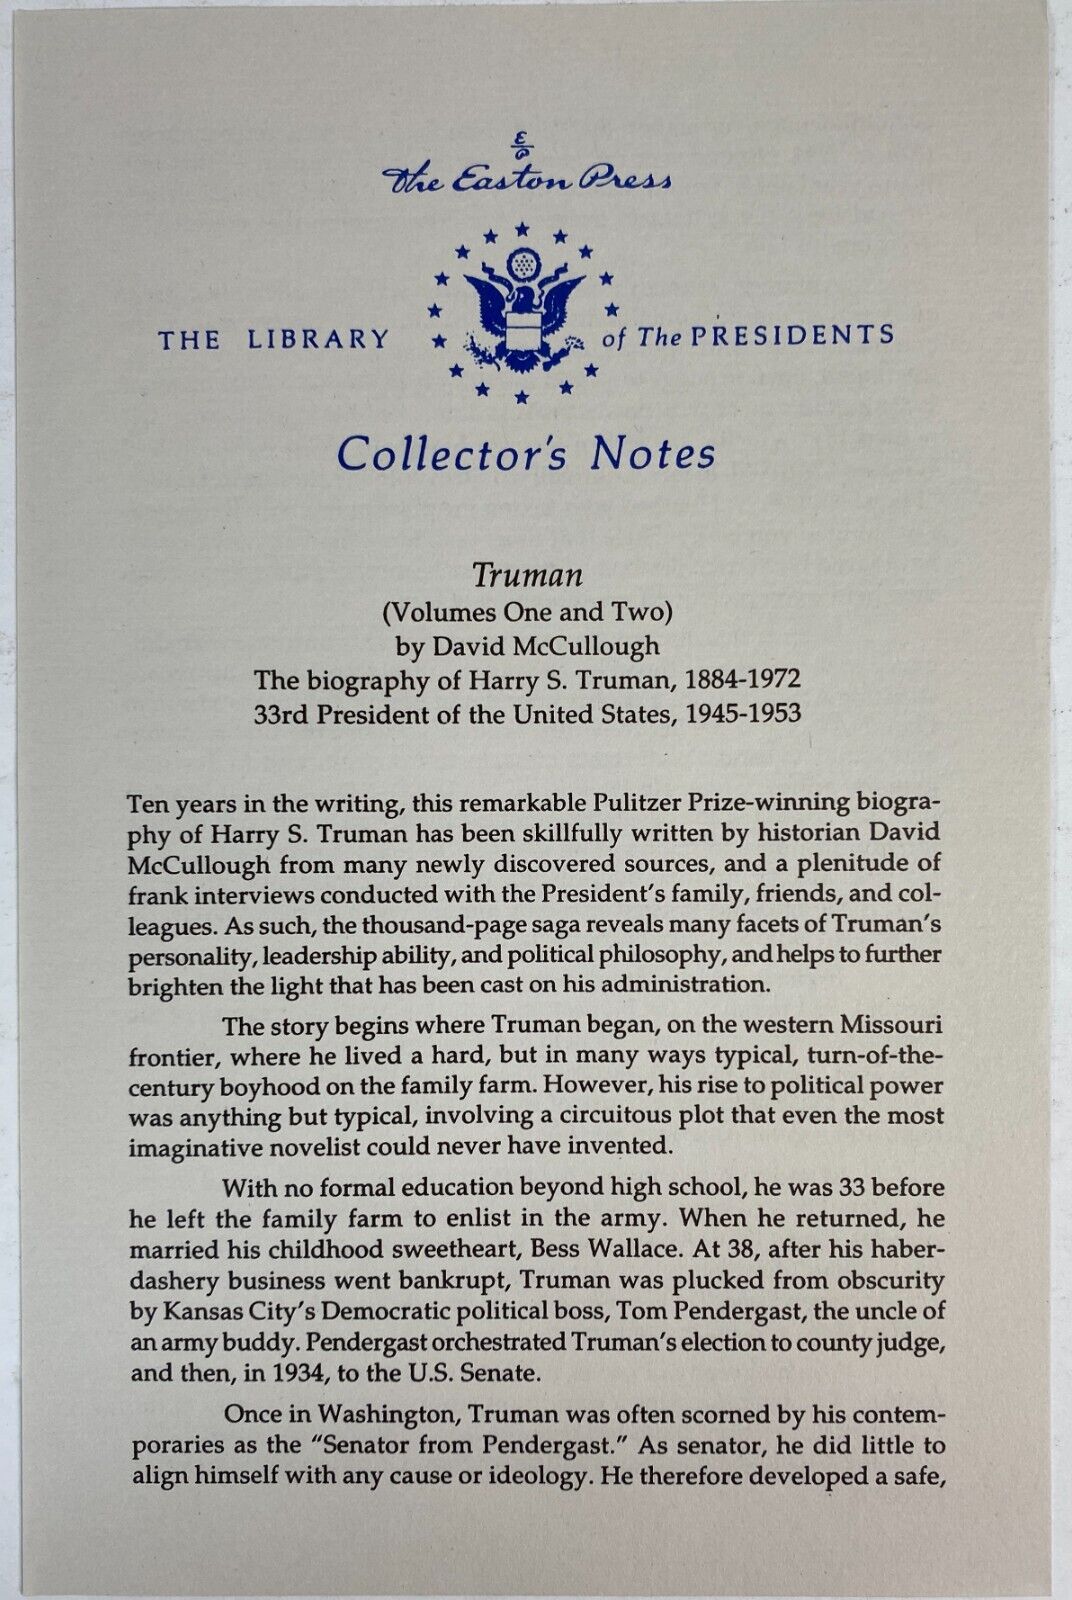 E
P
The Easton Press
THE LIBRARY of The PRESIDENTS
Collector's Notes
Truman
(Volumes One and Two)
by David McCullough
The biography of Harry S. Truman, 1884-1972
33rd President of the United States, 1945-1953
Ten years in the writing, this remarkable Pulitzer Prize-winning biogra-
phy of Harry S. Truman has been skillfully written by historian David
McCullough from many newly discovered sources, and a plenitude of
frank interviews conducted with the President's family, friends, and col-
leagues. As such, the thousand-page saga reveals many facets of Truman's
personality, leadership ability, and political philosophy, and helps to further
brighten the light that has been cast on his administration.
The story begins where Truman began, on the western Missouri
frontier, where he lived a hard, but in many ways typical, turn-of-the-
century boyhood on the family farm. However, his rise to political power
was anything but typical, involving a circuitous plot that even the most
imaginative novelist could never have invented.
With no formal education beyond high school, he was 33 before
he left the family farm to enlist in the army. When he returned, he
married his childhood sweetheart, Bess Wallace. At 38, after his haber-
dashery business went bankrupt, Truman was plucked from obscurity
by Kansas City's Democratic political boss, Tom Pendergast, the uncle of
an army buddy. Pendergast orchestrated Truman's election to county judge,
and then, in 1934, to the U.S. Senate.
Once in Washington, Truman was often scorned by his contem-
poraries as the "Senator from Pendergast." As senator, he did little to
align himself with any cause or ideology. He therefore developed a safe,